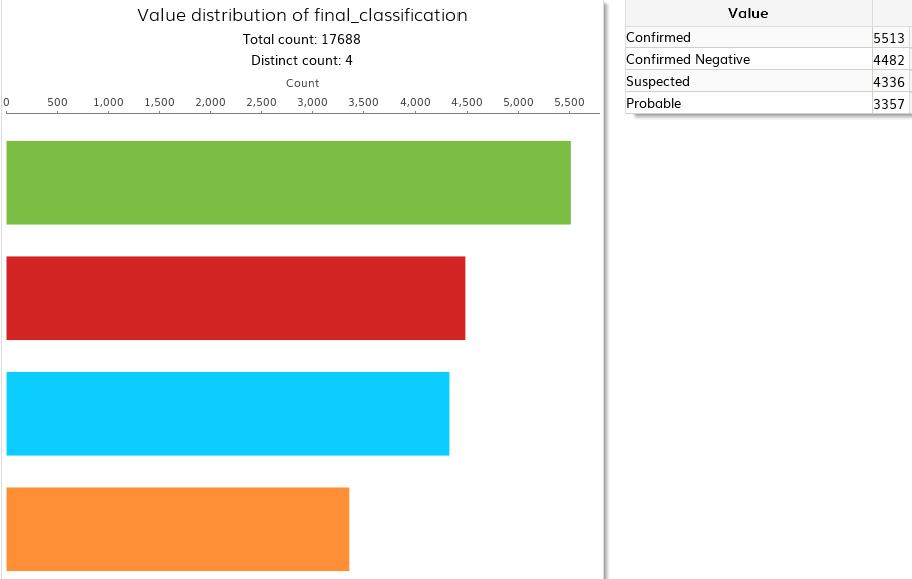 Value distribution of final_classification
Total count: 17688
Distinct count: 4
Count
0 500 1,000 1,500 2,000 2,500 3,000 3,500 4,000 4,500 5,000 5,500
Value
Confirmed 5513
Confirmed Negative 4482
Suspected 4336
Probable 3357